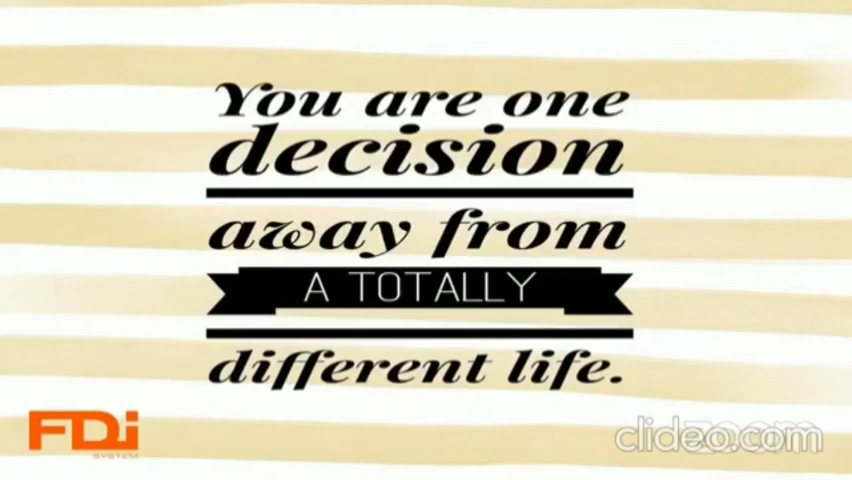 You are one
decision
away from
A TOTALLY
different life.
FDi
SYSTEM
clideo.com